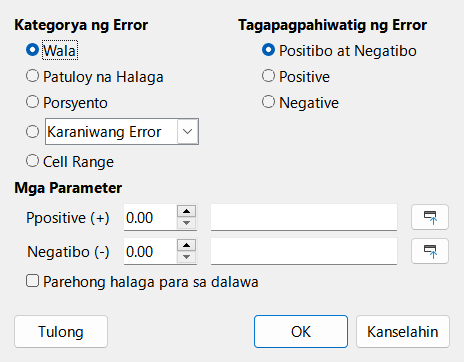 Kategorya ng Error
Wala
Patuloy na Halaga
Porsyento
Karaniwang Error
Cell Range
Tagapagpahiwatig ng Error
Positibo at Negatibo
Positive
Negative
Mga Parameter
Ppositive (+) 0.00
Negatibo (-) 0.00
Parehong halaga para sa dalawa
Tulong OK Kanselahin